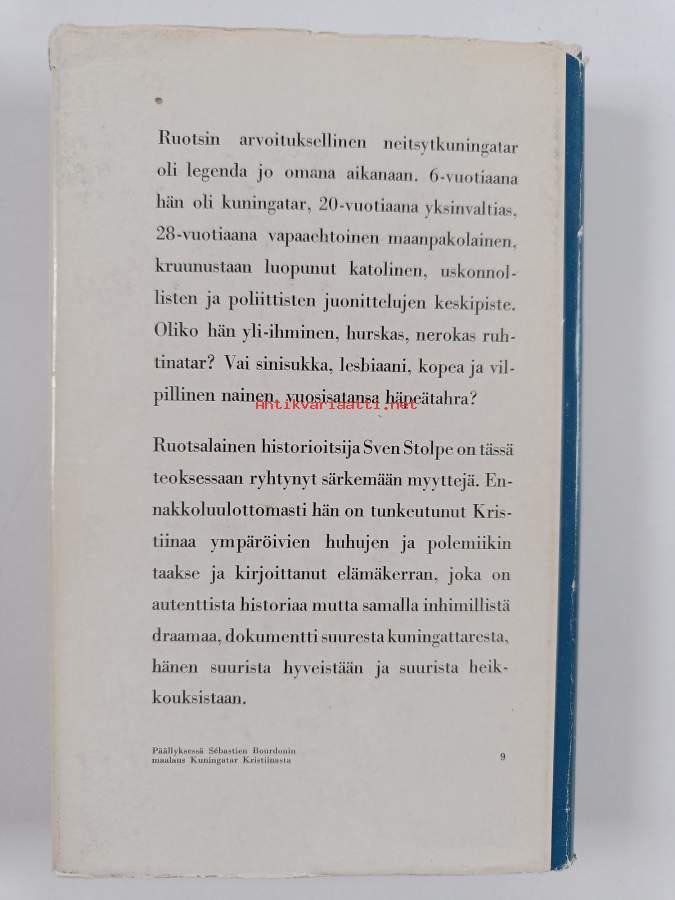 Ruotsin arvoituksellinen neitsytkuningatar
oli legenda jo omana aikanaan. 6-vuotiaana
hän oli kuningatar, 20-vuotiaana yksinvaltias,
28-vuotiaana vapaaehtoinen maanpakolainen,
kruunustaan luopunut katolinen, uskonnol-
listen ja poliittisten juonittelujen keskipiste.
Oliko hän yli-ihminen, hurskas, nerokas ruh-
tinatar? Vai sinisukka, lesbiaani, kopea ja vil-
pillinen nainen, vuosisatansa häpeätahra?
Antikvariaatti.net
Ruotsalainen historioitsija Sven Stolpe on tässä
teoksessaan ryhtynyt särkemään myyttejä. En-
nakkoluulottomasti hän on tunkeutunut Kris-
tiinaa ympäröivien huhujen ja polemiikin
taakse ja kirjoittanut elämäkerran, joka on
autenttista historiaa mutta samalla inhimillistä
draamaa, dokumentti suuresta kuningattaresta,
hänen suurista hyveistään ja suurista heik-
kouksistaan.
Päällyksessä Sébastien Bourdonin
maalaus Kuningatar Kristiinasta
9